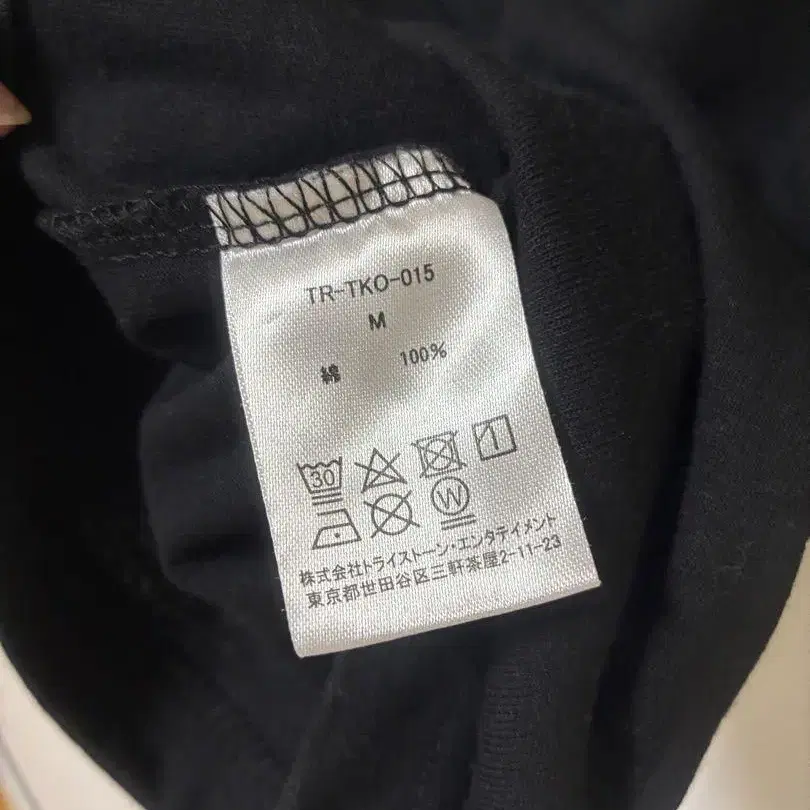 TR-TKO-015
M
綿 100%
30
W
株式会社トライストーン・エンタテイメント
東京都世田谷区三軒茶屋2-11-23